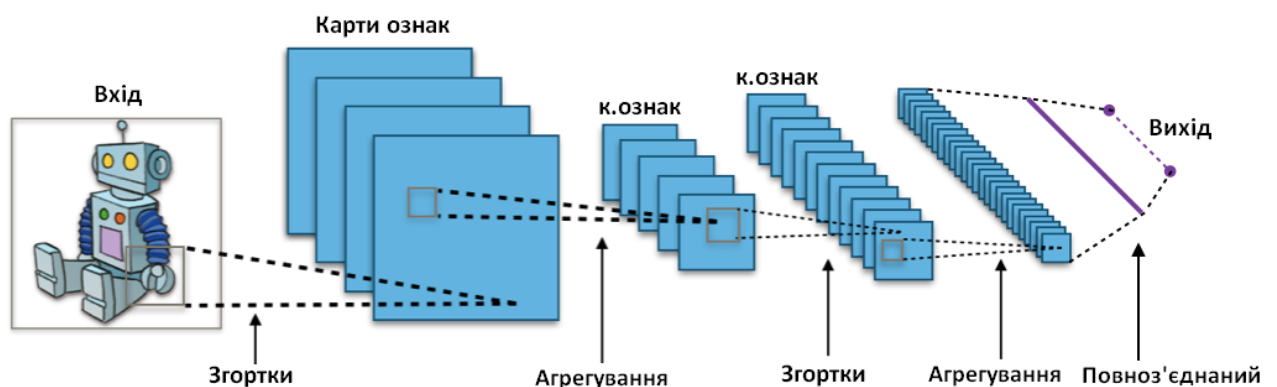 Карти ознак
Вхід
к.ознак
к.ознак
Вихід
Згортки
Агрегування
Згортки
Агрегування
Повноз'єднаний